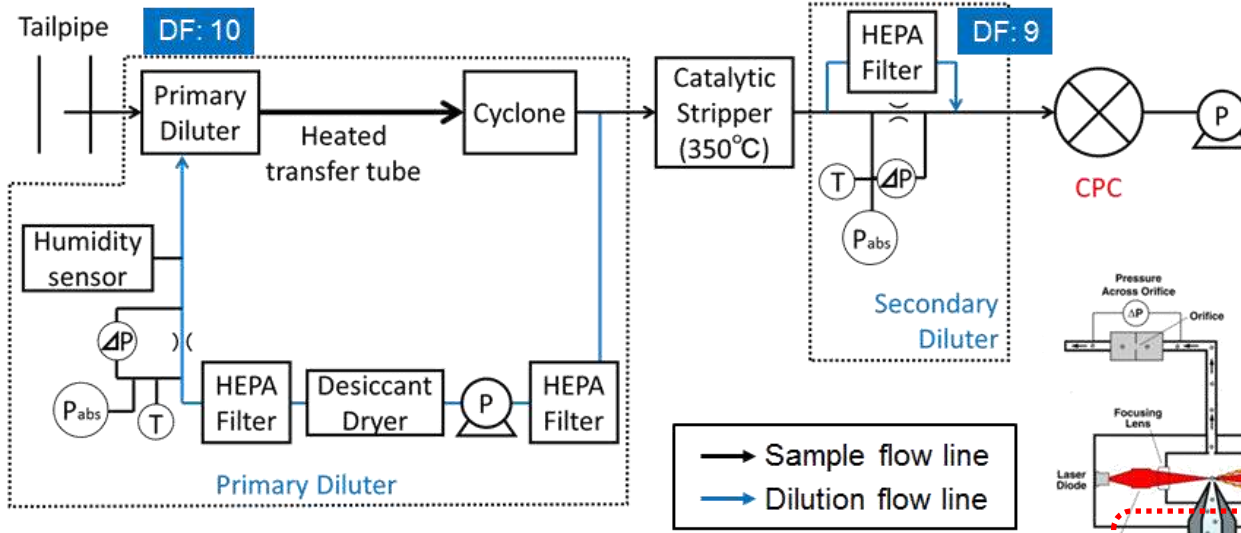 Tailpipe
DF: 10
Primary
Diluter
Heated
transfer tube
Cyclone
Catalytic
Stripper
(350℃)
HEPA
Filter
DF: 9
T
⊿P
Pabs
Secondary
Diluter
CPC
P
Humidity
sensor
⊿P
Pabs
T
HEPA
Filter
Desiccant
Dryer
P
HEPA
Filter
Primary Diluter
Sample flow line
Dilution flow line
Pressure
Across Orifice
ΔP
Orifice
Focusing
Lens
Laser
Diode